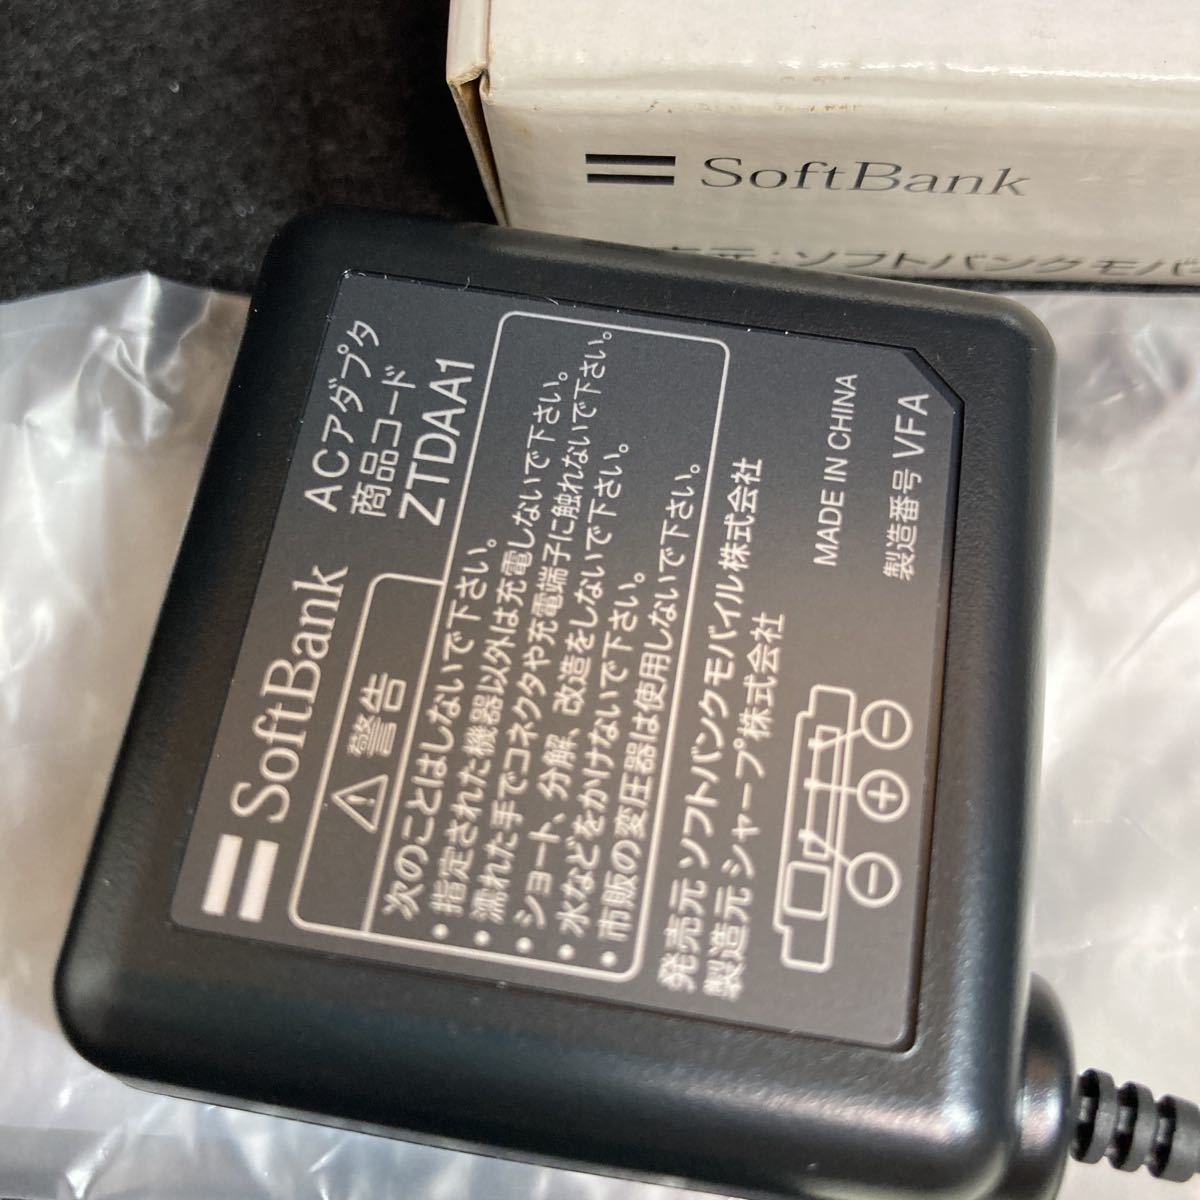 SoftBank
元：ソフトバンクモバ
SoftBank
ACアダプタ
商品コード
ZTDAA1
警告
次のことはしないで下さい。
・指定された機器以外は充電しないで下さい。
・濡れた手でコネクタや充電端子に触れないで下さい。
・ショート、分解、改造をしないで下さい。
・水などをかけないで下さい。
・市販の変圧器は使用しないで下さい。
発売元 ソフトバンクモバイル株式会社
製造元 シャープ株式会社
MADE IN CHINA
製造番号 VFA